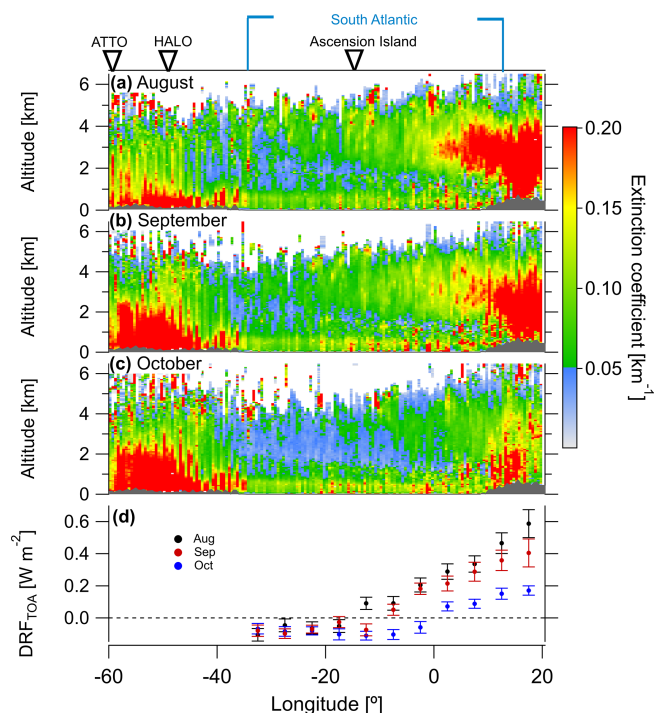 South Atlantic
ATTO HALO Ascension Island
(a) August
Altitude [km]
6
4
2
0
(b) September
Altitude [km]
6
4
2
0
(c) October
Altitude [km]
6
4
2
0
0.20
0.15
0.10
0.05
0
Extinction coefficient [km⁻¹]
(d)
Aug
Sep
Oct
DRF_TOA [W m⁻²]
0.6
0.4
0.2
0.0
-60 -40 -20 0 20
Longitude [º]